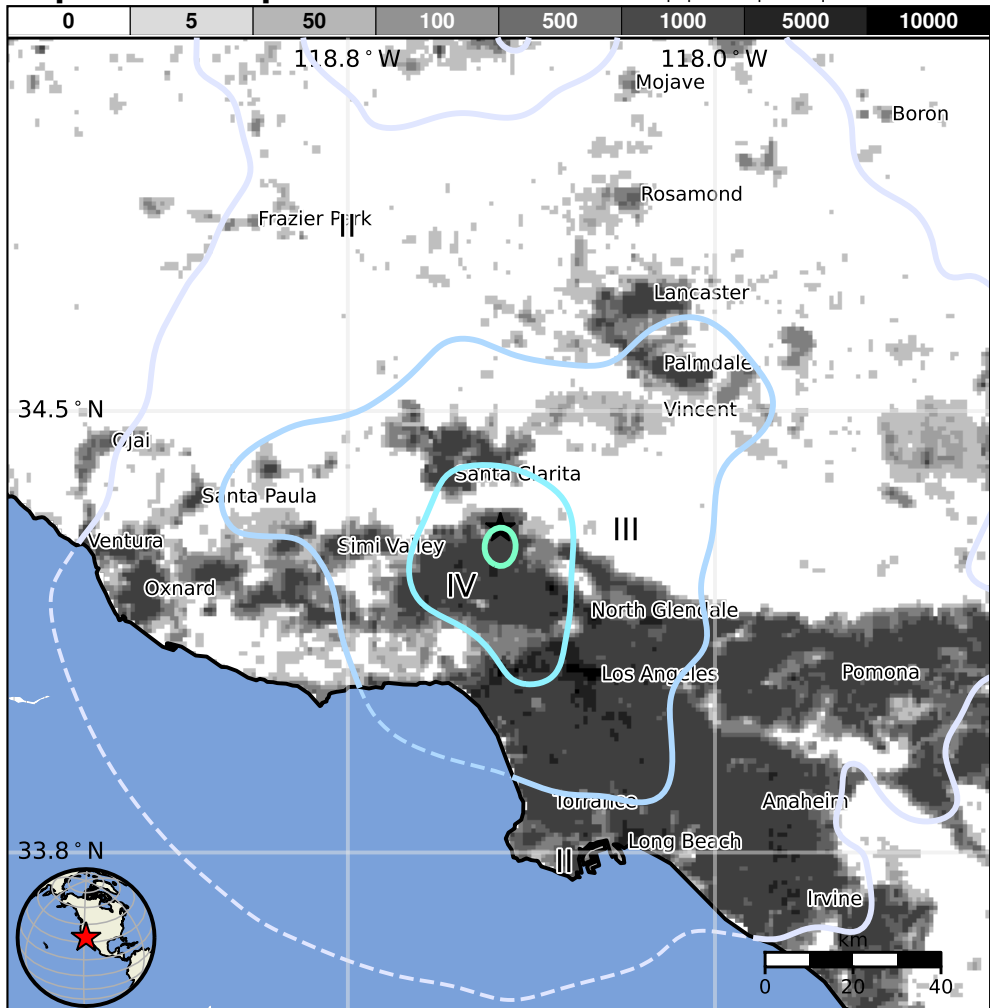 0 5 50 100 500 1000 5000 10000
118.8°W 118.0°W
Mojave
Boron
Rosamond
Frazier Park
II
Lancaster
Palmdale
34.5°N
Vincent
Ojai
Santa Clarita
Santa Paula
III
Ventura
Simi Valley
IV
Oxnard
North Glendale
Los Angeles
Pomona
Torrance
Anaheim
Long Beach
33.8°N
II
Irvine
km
0 20 40